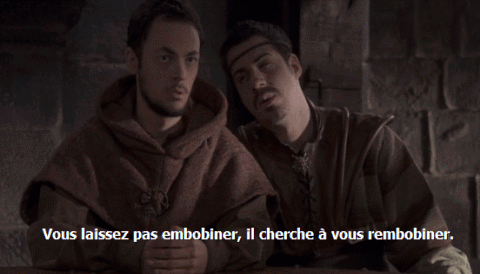 Vous laissez pas embobiner, il cherche à vous rembobiner.